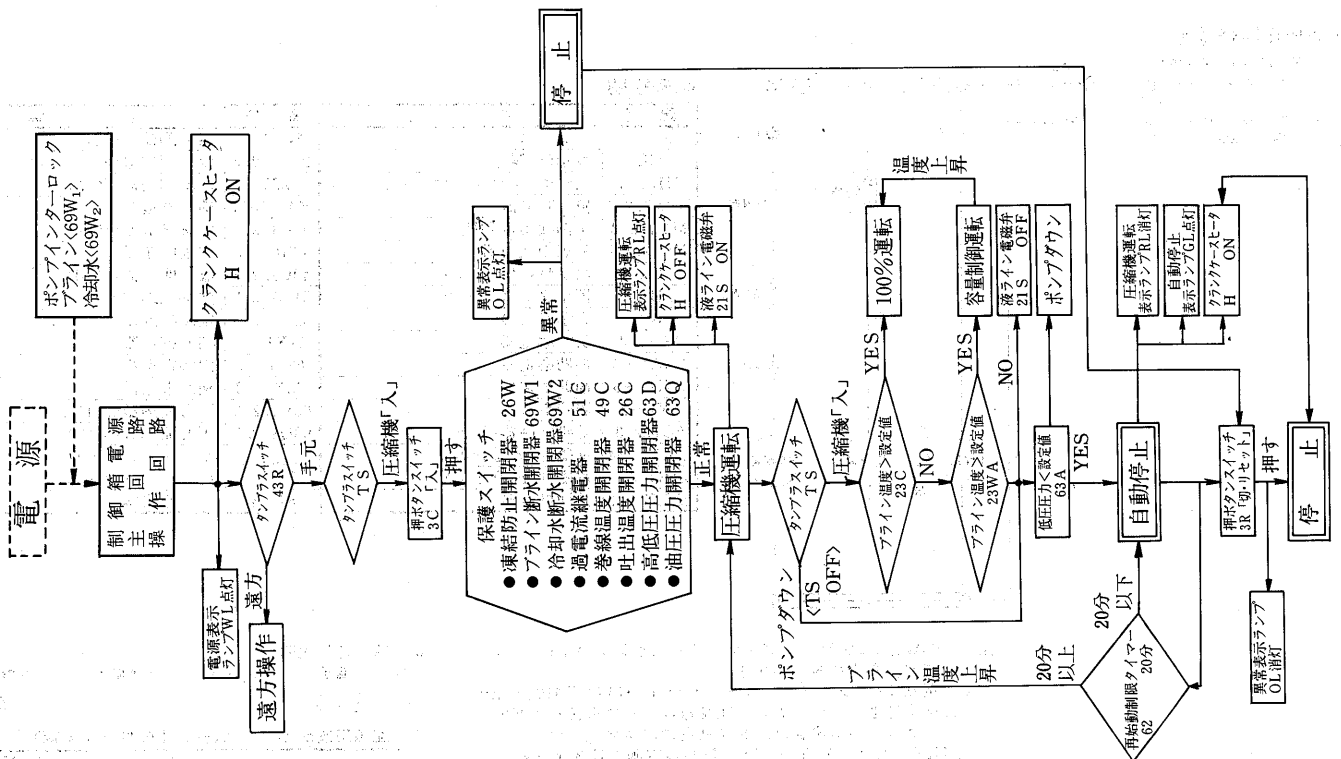 電源
ポンプインターロック
ブライン<69W₁>
冷却水<69W₂>
制御箱電源
主回路
操作回路
クランクケースヒータ
H ON
電源表示
ランプWL点灯
タンブラスイッチ
43R
遠方
遠方操作
手元
タンブラスイッチ
TS
圧縮機「入」
押ボタンスイッチ
3C「入」
押す
保護スイッチ
●凍結防止開閉器 26W
●ブライン断水開閉器 69W1
●冷却水断水開閉器 69W2
●過電流継電器 51C
●巻線温度開閉器 49C
●吐出温度開閉器 26C
●高低圧圧力開閉器 63D
●油圧圧力開閉器 63Q
異常
異常表示ランプ
OL点灯
停止
正常
圧縮機運転
圧縮機運転
表示ランプRL点灯
クランクケースヒータ
H OFF
液ライン電磁弁
21S ON
タンブラスイッチ
TS
ポンプダウン
<TS
OFF>
圧縮機「入」
ブライン温度>設定値
23C
YES
100%運転
温度
上昇
NO
ブライン温度>設定値
23WA
YES
容量制御運転
NO
液ライン電磁弁
21S OFF
低圧圧力<設定値
63A
ポンプダウン
YES
自動停止
圧縮機運転
表示ランプRL消灯
自動停止
表示ランプGL点灯
クランクケースヒータ
H ON
再始動制限タイマー
62 20分
20分
以上
ブライン温度上昇
20分
以下
押ボタンスイッチ
3R「切・リセット」
押す
異常表示ランプ
OL消灯
停止